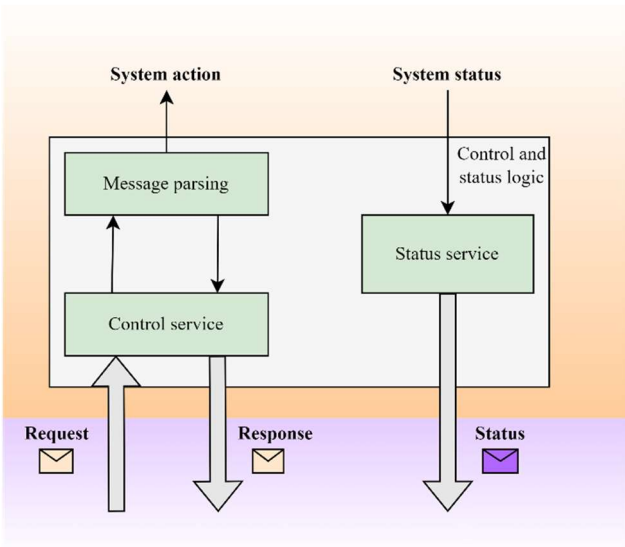 System action
System status
Control and
status logic
Message parsing
Status service
Control service
Request
Response
Status